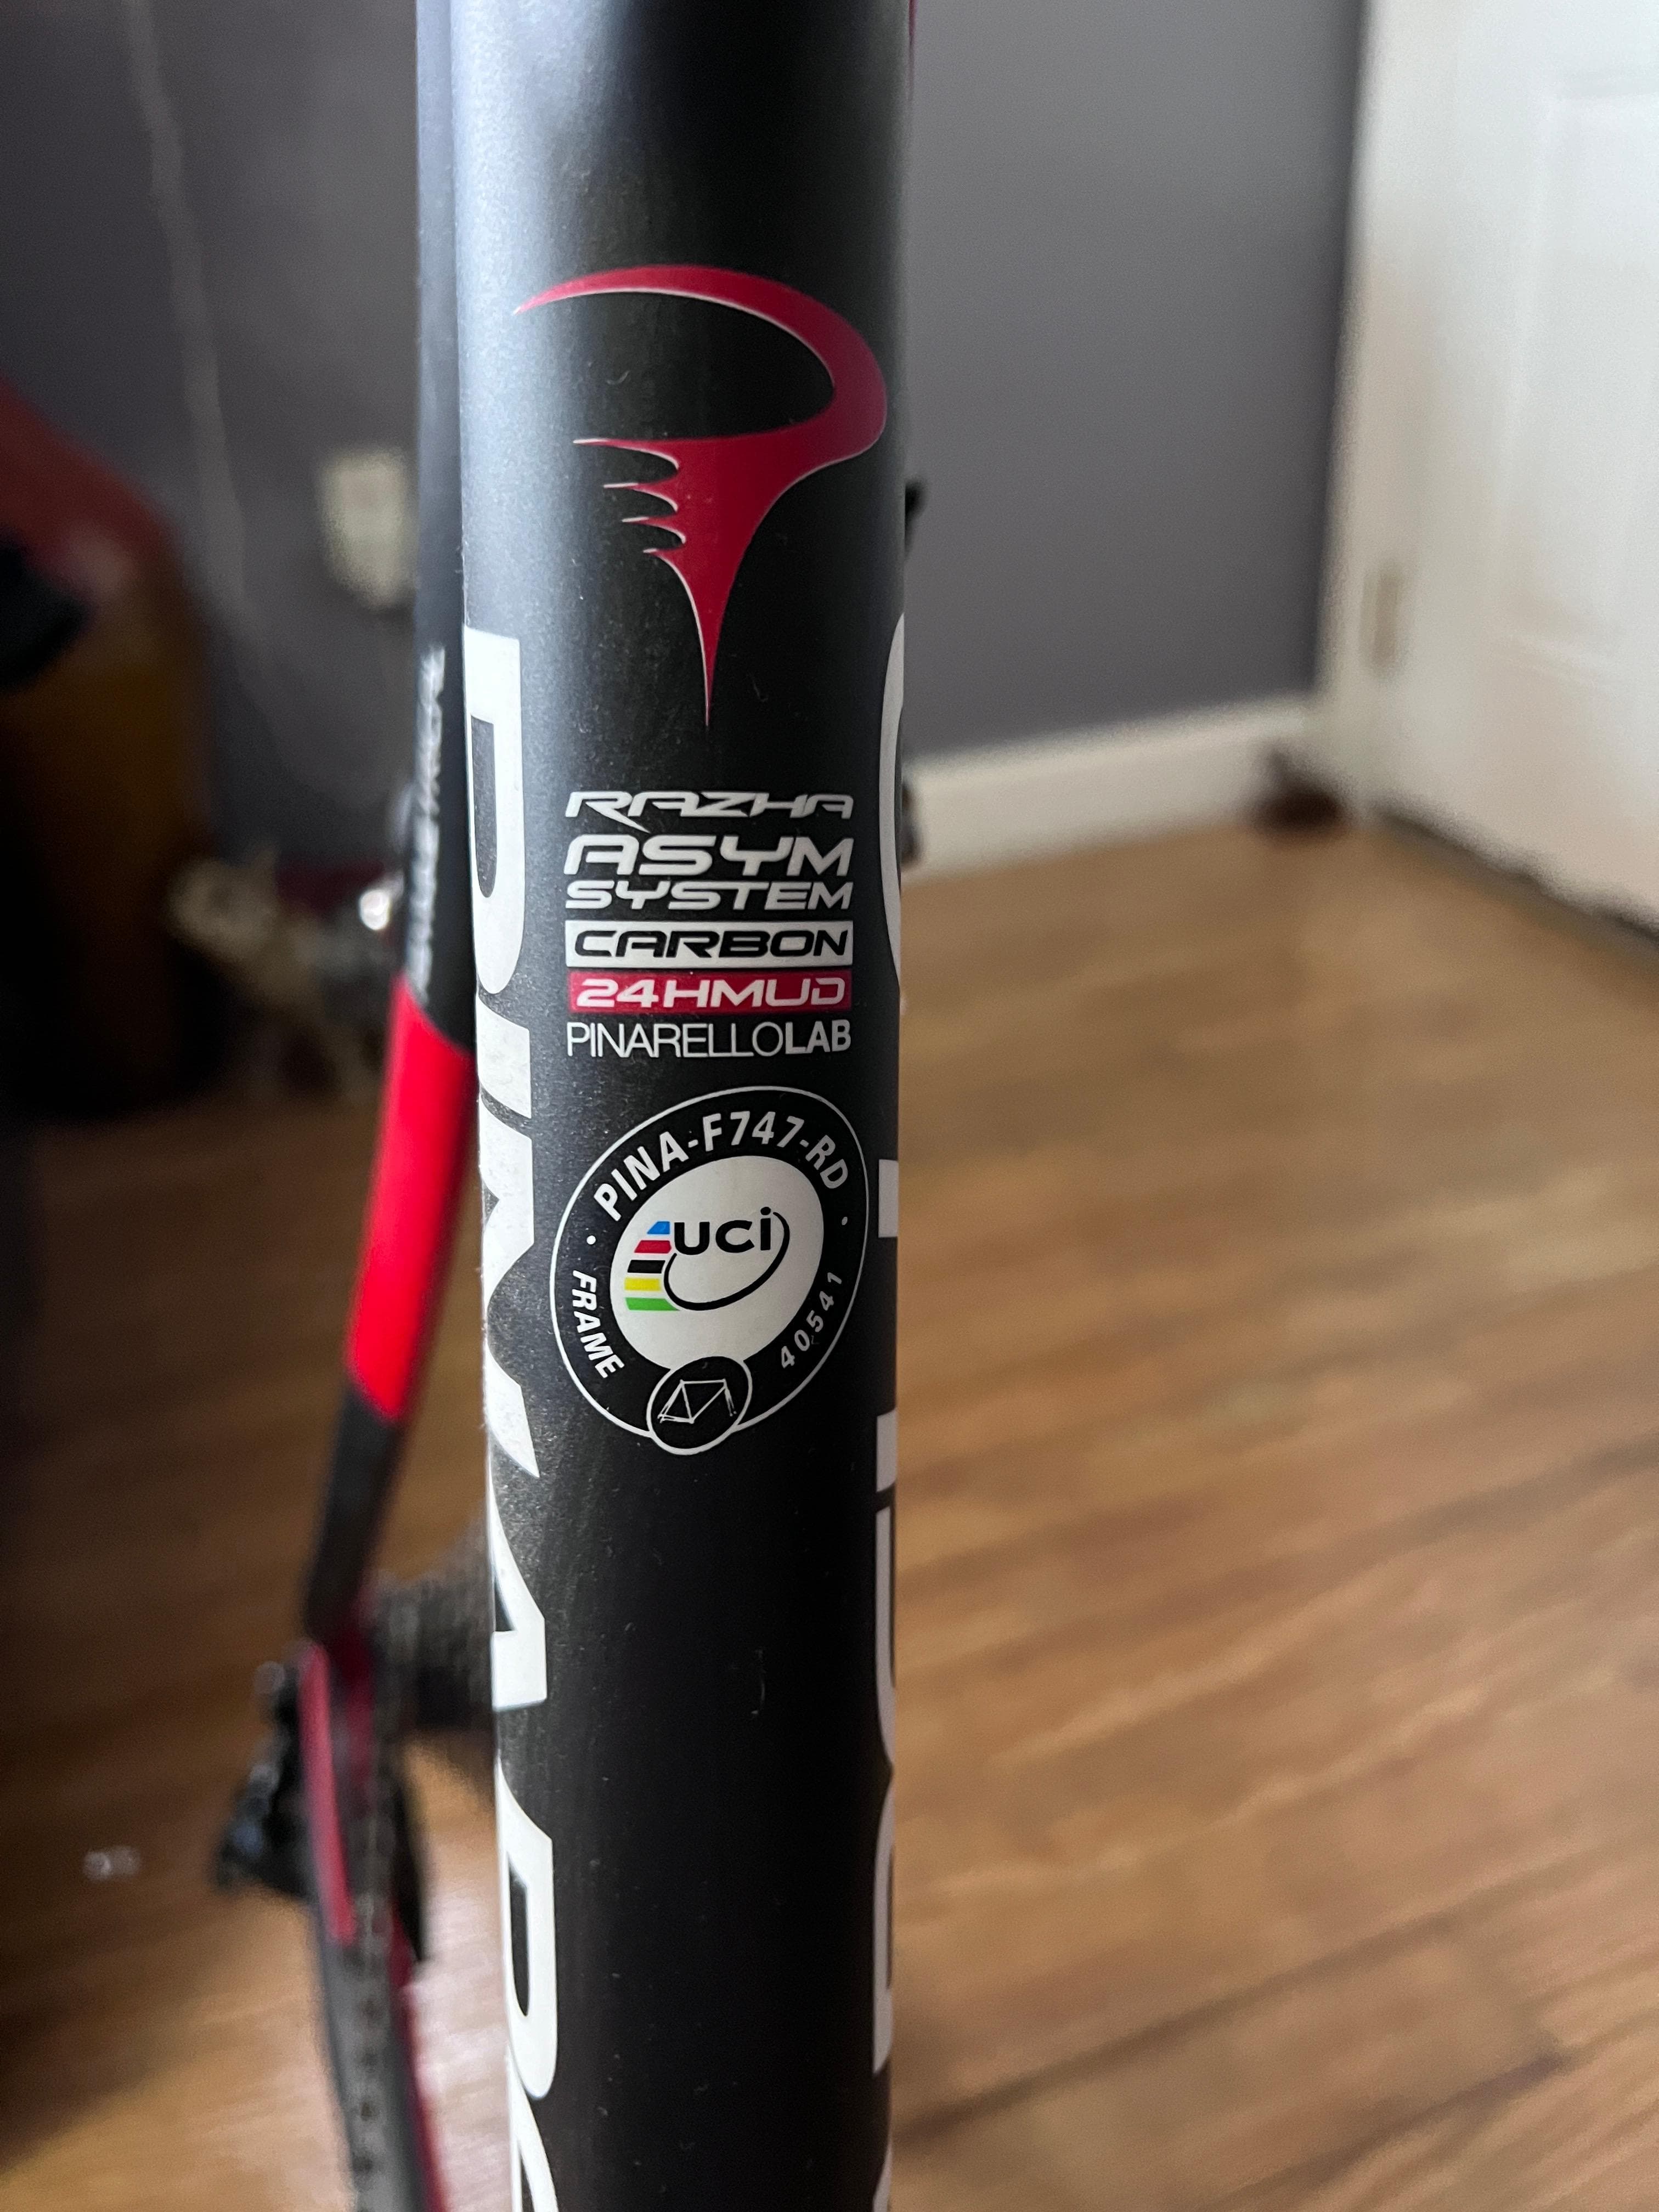 RAZHA
ASYM
SYSTEM
CARBON
24HMUD
PINARELLOLAB
PINA-F747-RD
uci
FRAME
40541